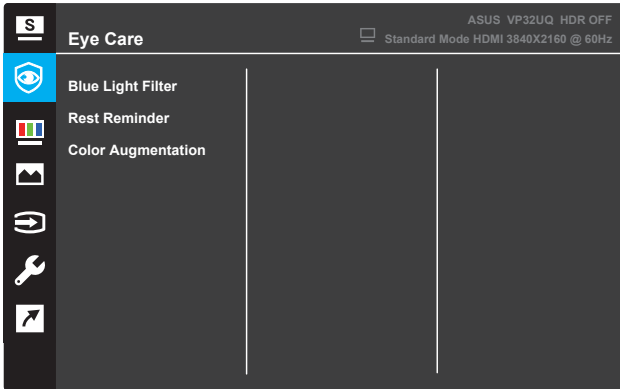 S
ASUS VP32UQ HDR OFF
Eye Care
Standard Mode HDMI 3840X2160 @ 60Hz
Blue Light Filter
Rest Reminder
Color Augmentation